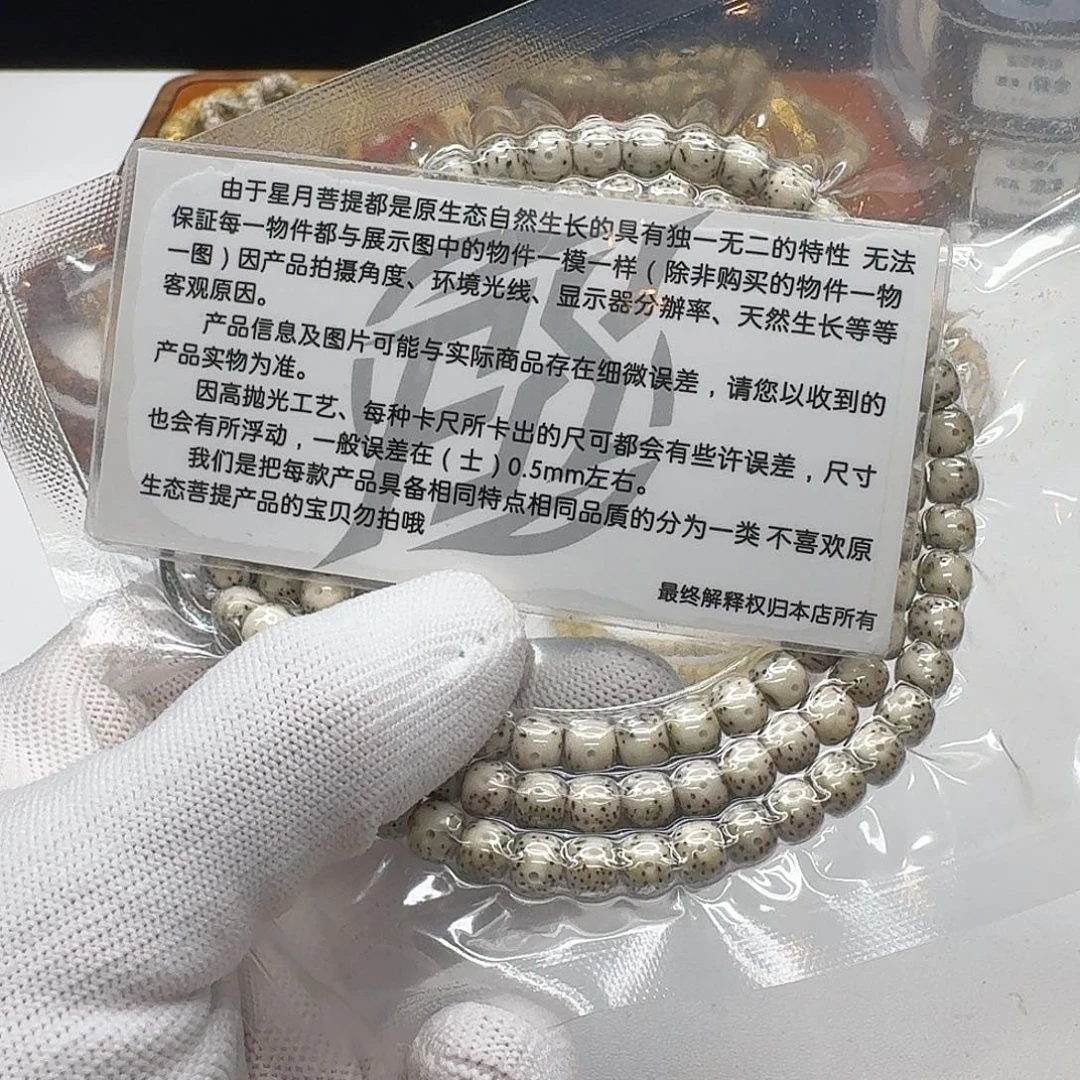 由于星月菩提都是原生态自然生长的具有独一无二的特性 无法
保証每一物件都与展示图中的物件一模一样（除非购买的物件一物
一图）因产品拍摄角度、环境光线、显示器分辦率、天然生长等等
客观原因。
产品信息及图片可能与实际商品存在细微误差，请您以收到的
产品实物为准。
因高抛光工艺、每种卡尺所卡出的尺可都会有些许误差，尺寸
也会有所浮动，一般误差在（士）0.5mm左右。
我们是把每款产品具备相同特点相同品质的分为一类 不喜欢原
生态菩提产品的宝贝勿拍哦
最终解释权归本店所有